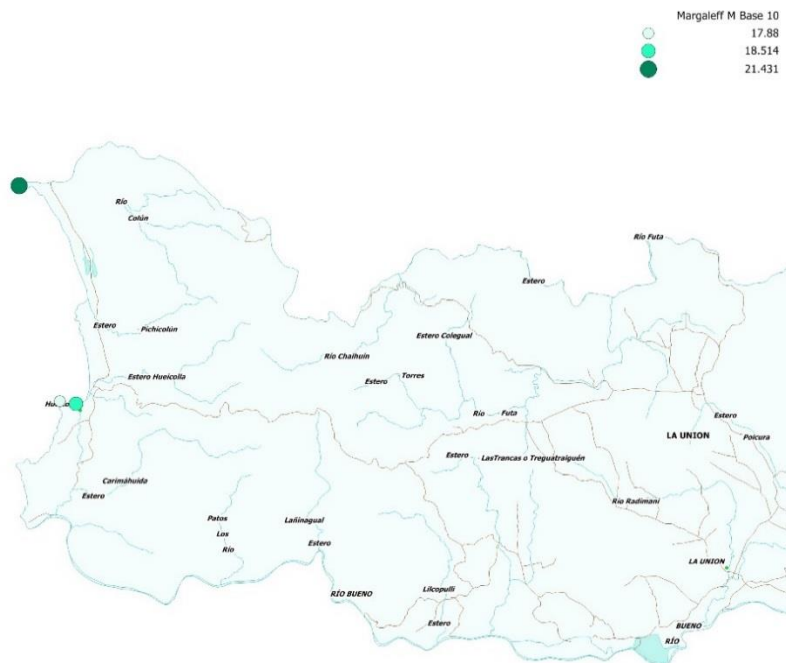 Margaleff M Base 10
17.88
18.514
21.431
Río
Colún
Río Futa
Estero
Estero
Pichicolún
Estero Colegual
Río Chaihuín
Estero Hueicolla
Estero
Torres
Río
Futa
Estero
Poicura
LA UNION
Estero
LasTrancas o Treguatraiguén
Carimáhuida
Estero
Río Radimani
Patos
Los
Río
Lañinagual
Estero
LA UNION
RÍO BUENO
Lilcopulli
Estero
BUENO
RÍO